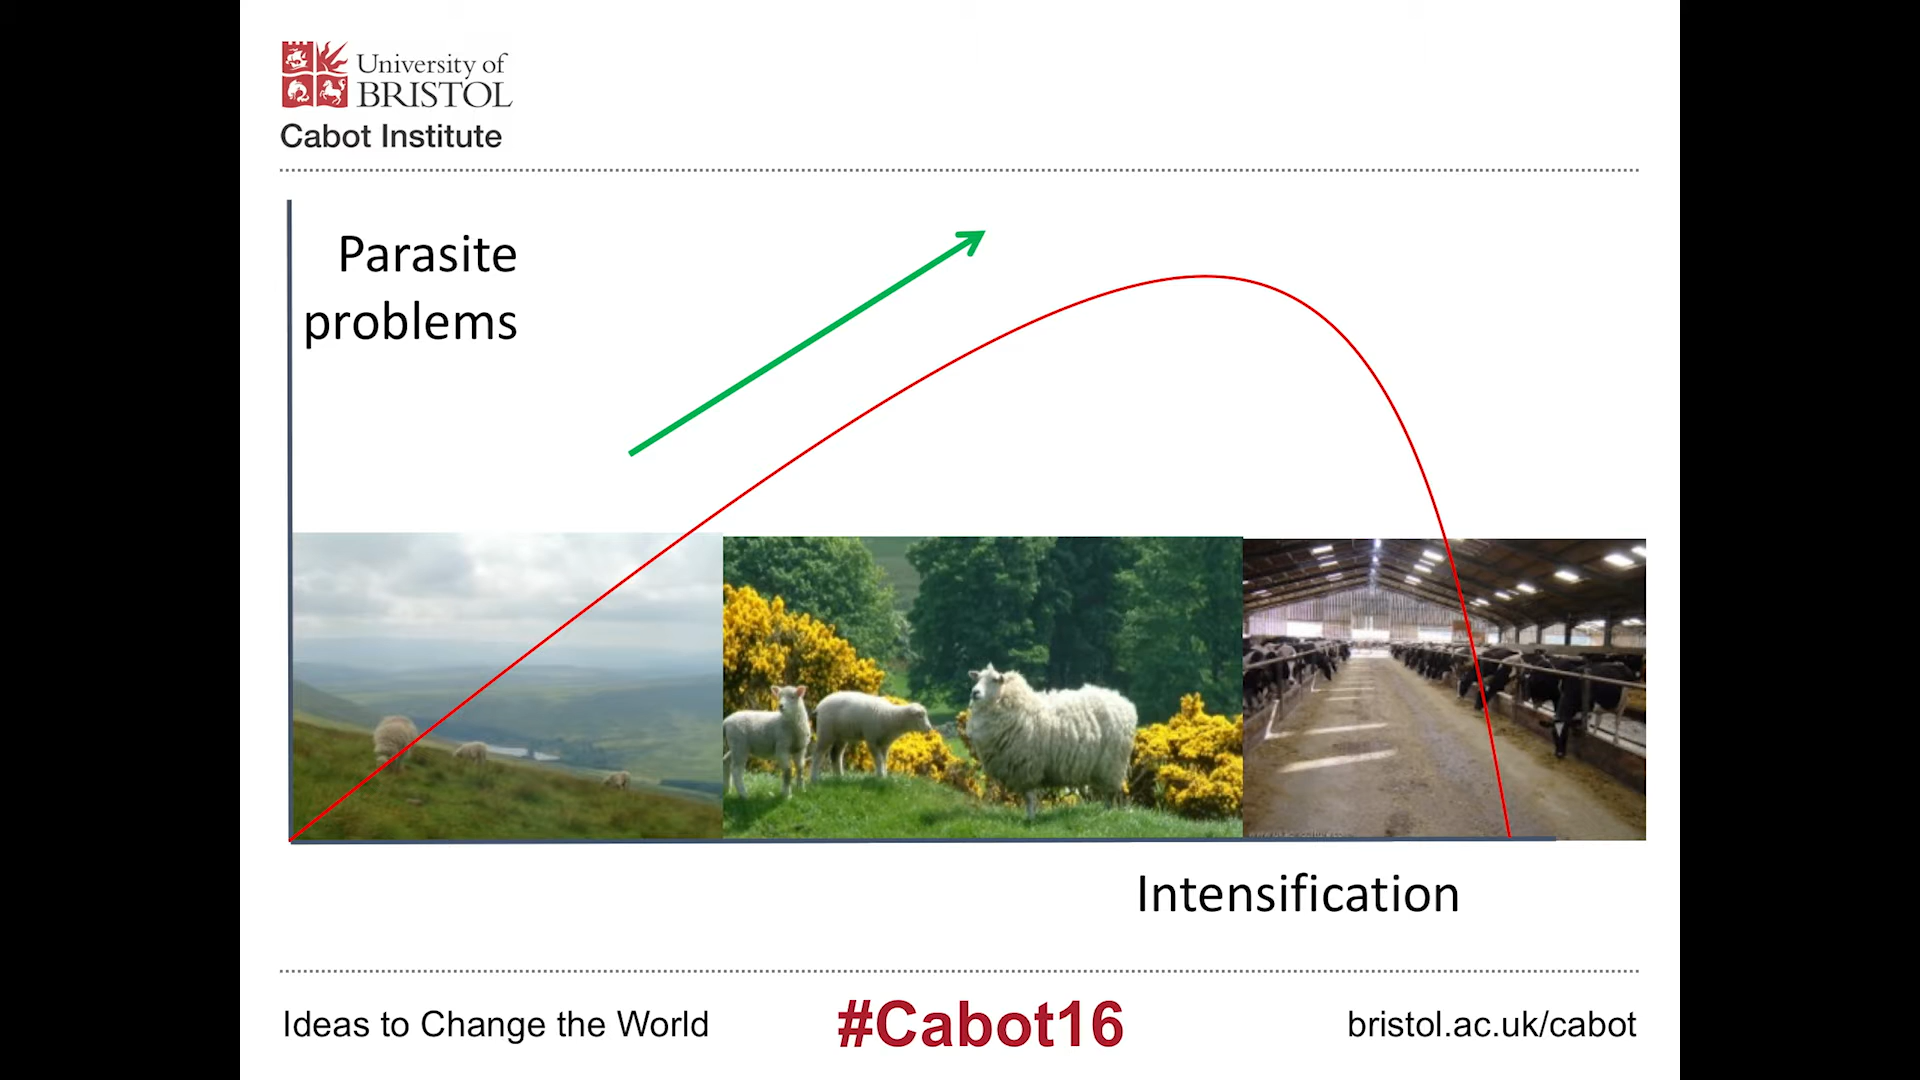 University of
BRISTOL
Cabot Institute
Parasite
problems
Intensification
Ideas to Change the World
#Cabot16
bristol.ac.uk/cabot